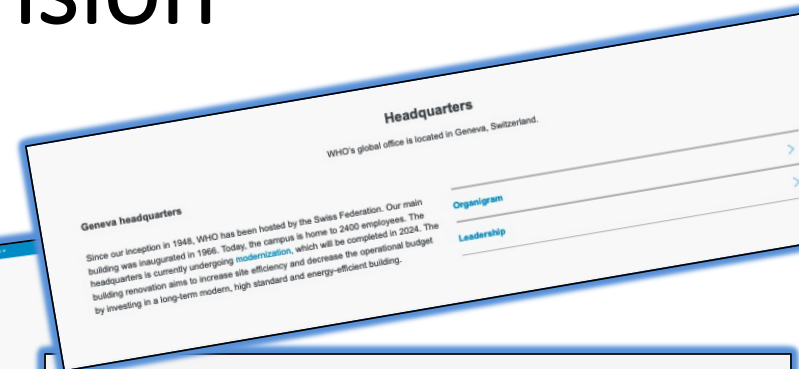 Headquarters
WHO's global office is located in Geneva, Switzerland.
Geneva headquarters
Since our inception in 1948, WHO has been hosted by the Swiss Federation. Our main
building was inaugurated in 1966. Today, the campus is home to 2400 employees. The
headquarters is currently undergoing modernization, which will be completed in 2024. The
building renovation aims to increase site efficiency and decrease the operational budget
by investing in a long-term modern, high standard and energy-efficient building.
Organigram
Leadership